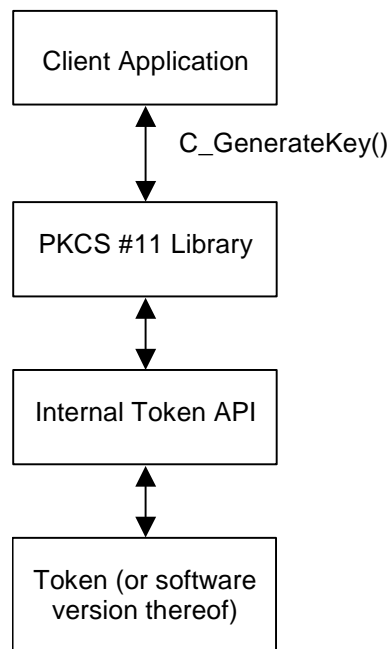 Client Application
C_GenerateKey()
PKCS #11 Library
Internal Token API
Token (or software
version thereof)